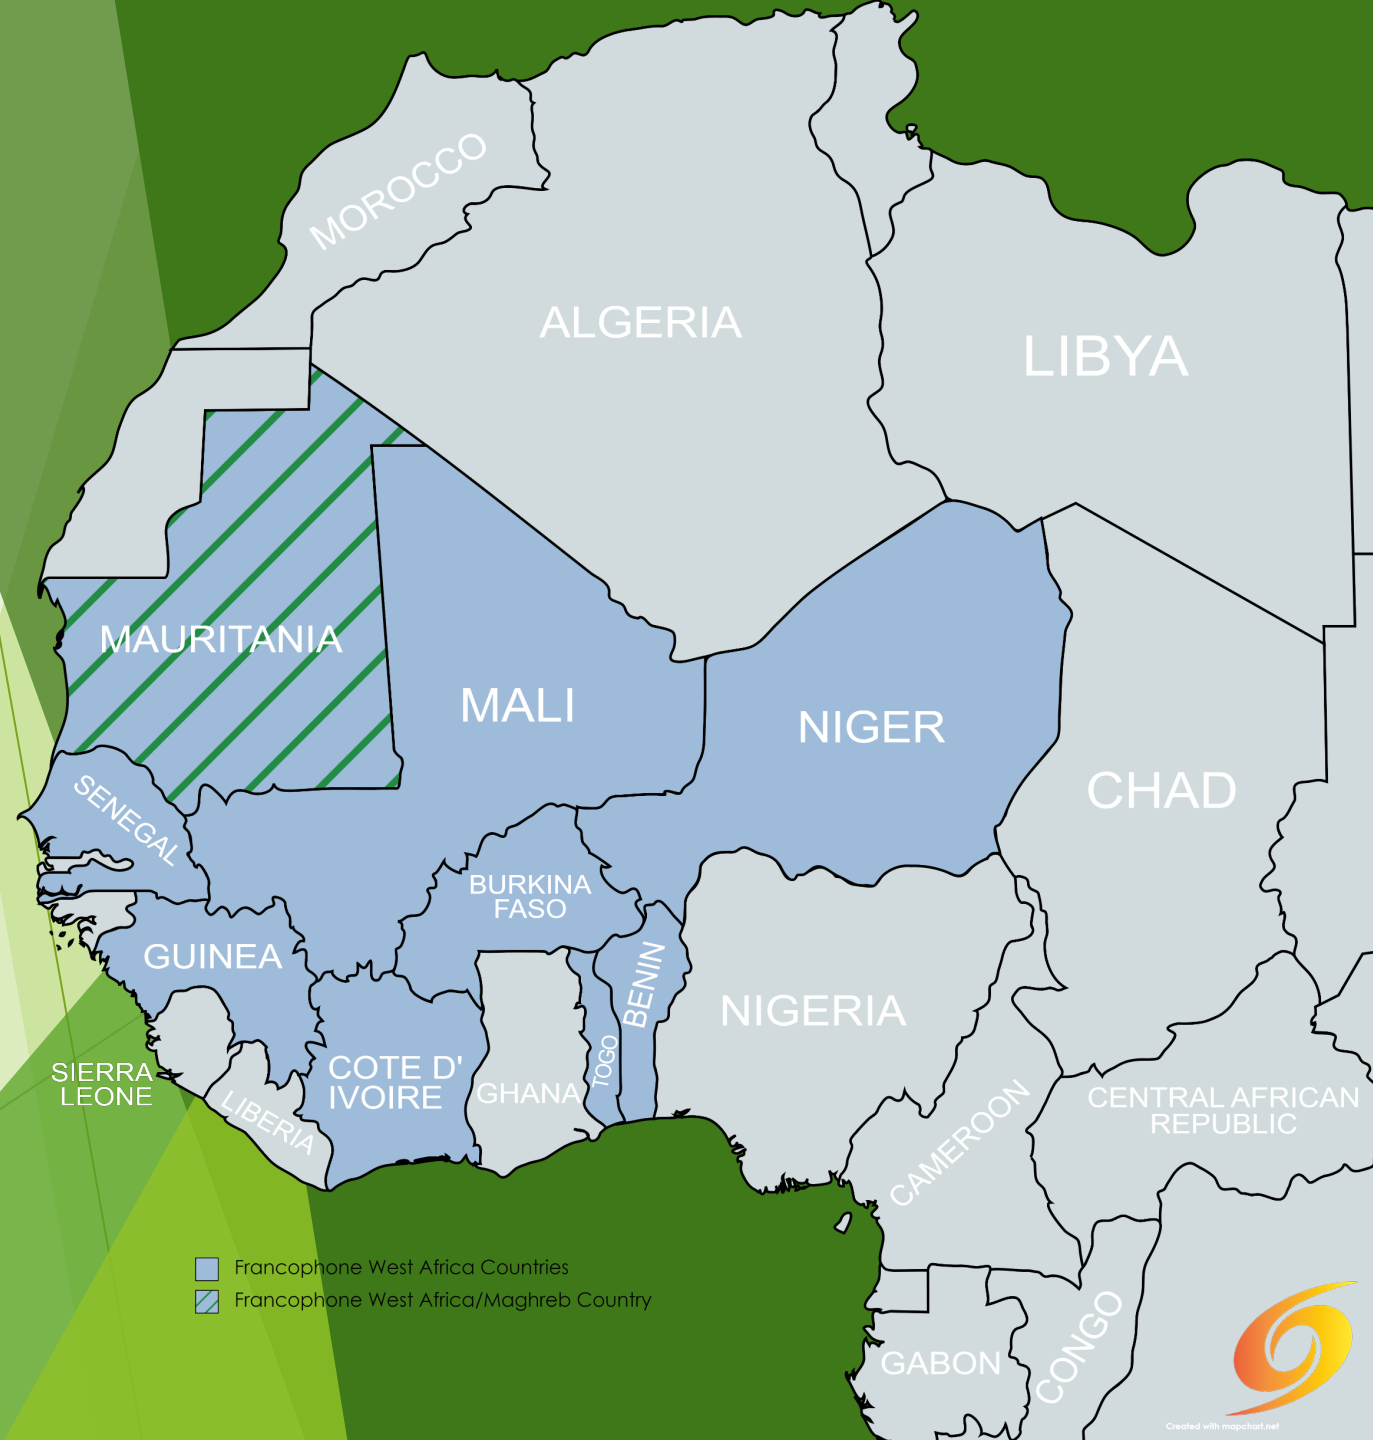 MOROCCO
ALGERIA
LIBYA
MAURITANIA
MALI
NIGER
CHAD
SENEGAL
BURKINA
FASO
GUINEA
BENIN
NIGERIA
SIERRA
LEONE
LIBERIA
COTE D'
IVOIRE
GHANA
TOGO
CAMEROON
CENTRAL AFRICAN
REPUBLIC
GABON
CONGO
Francophone West Africa Countries
Francophone West Africa/Maghreb Country
Created with mapchart.net